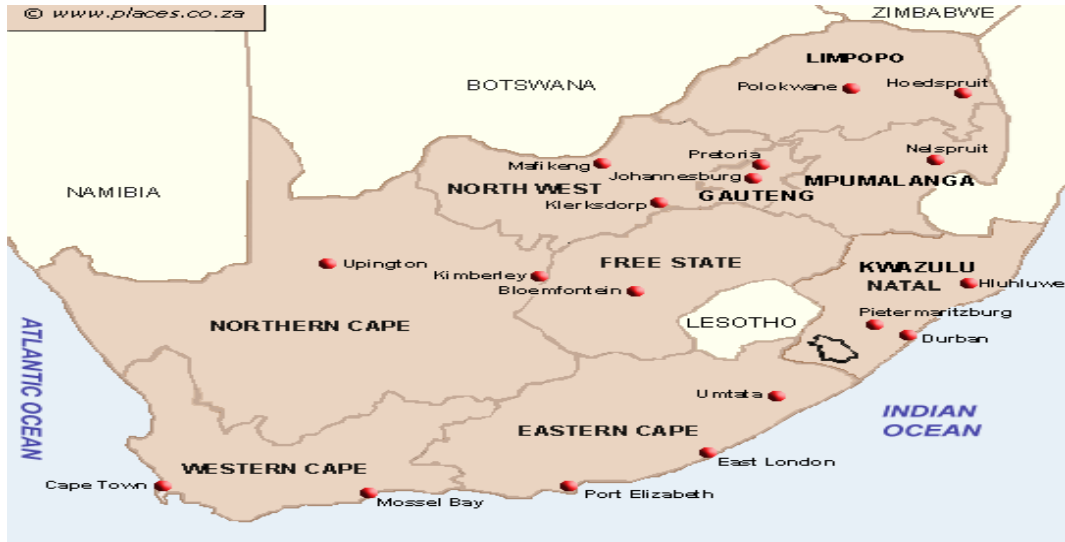 © www.places.co.za
ZIMBABWE
LIMPOPO
BOTSWANA
Polokwane
Hoedspruit
Nelspruit
Pretoria
Mafikeng
Johannesburg
MPUMALANGA
NAMIBIA
NORTH WEST
GAUTENG
Klerksdorp
Upington
Kimberley
FREE STATE
KWAZULU
NATAL
Bloemfontein
Hluhluwe
Pietermaritzburg
NORTHERN CAPE
LESOTHO
Durban
ATLANTIC OCEAN
Umtata
INDIAN
OCEAN
EASTERN CAPE
East London
WESTERN CAPE
Cape Town
Mossel Bay
Port Elizabeth